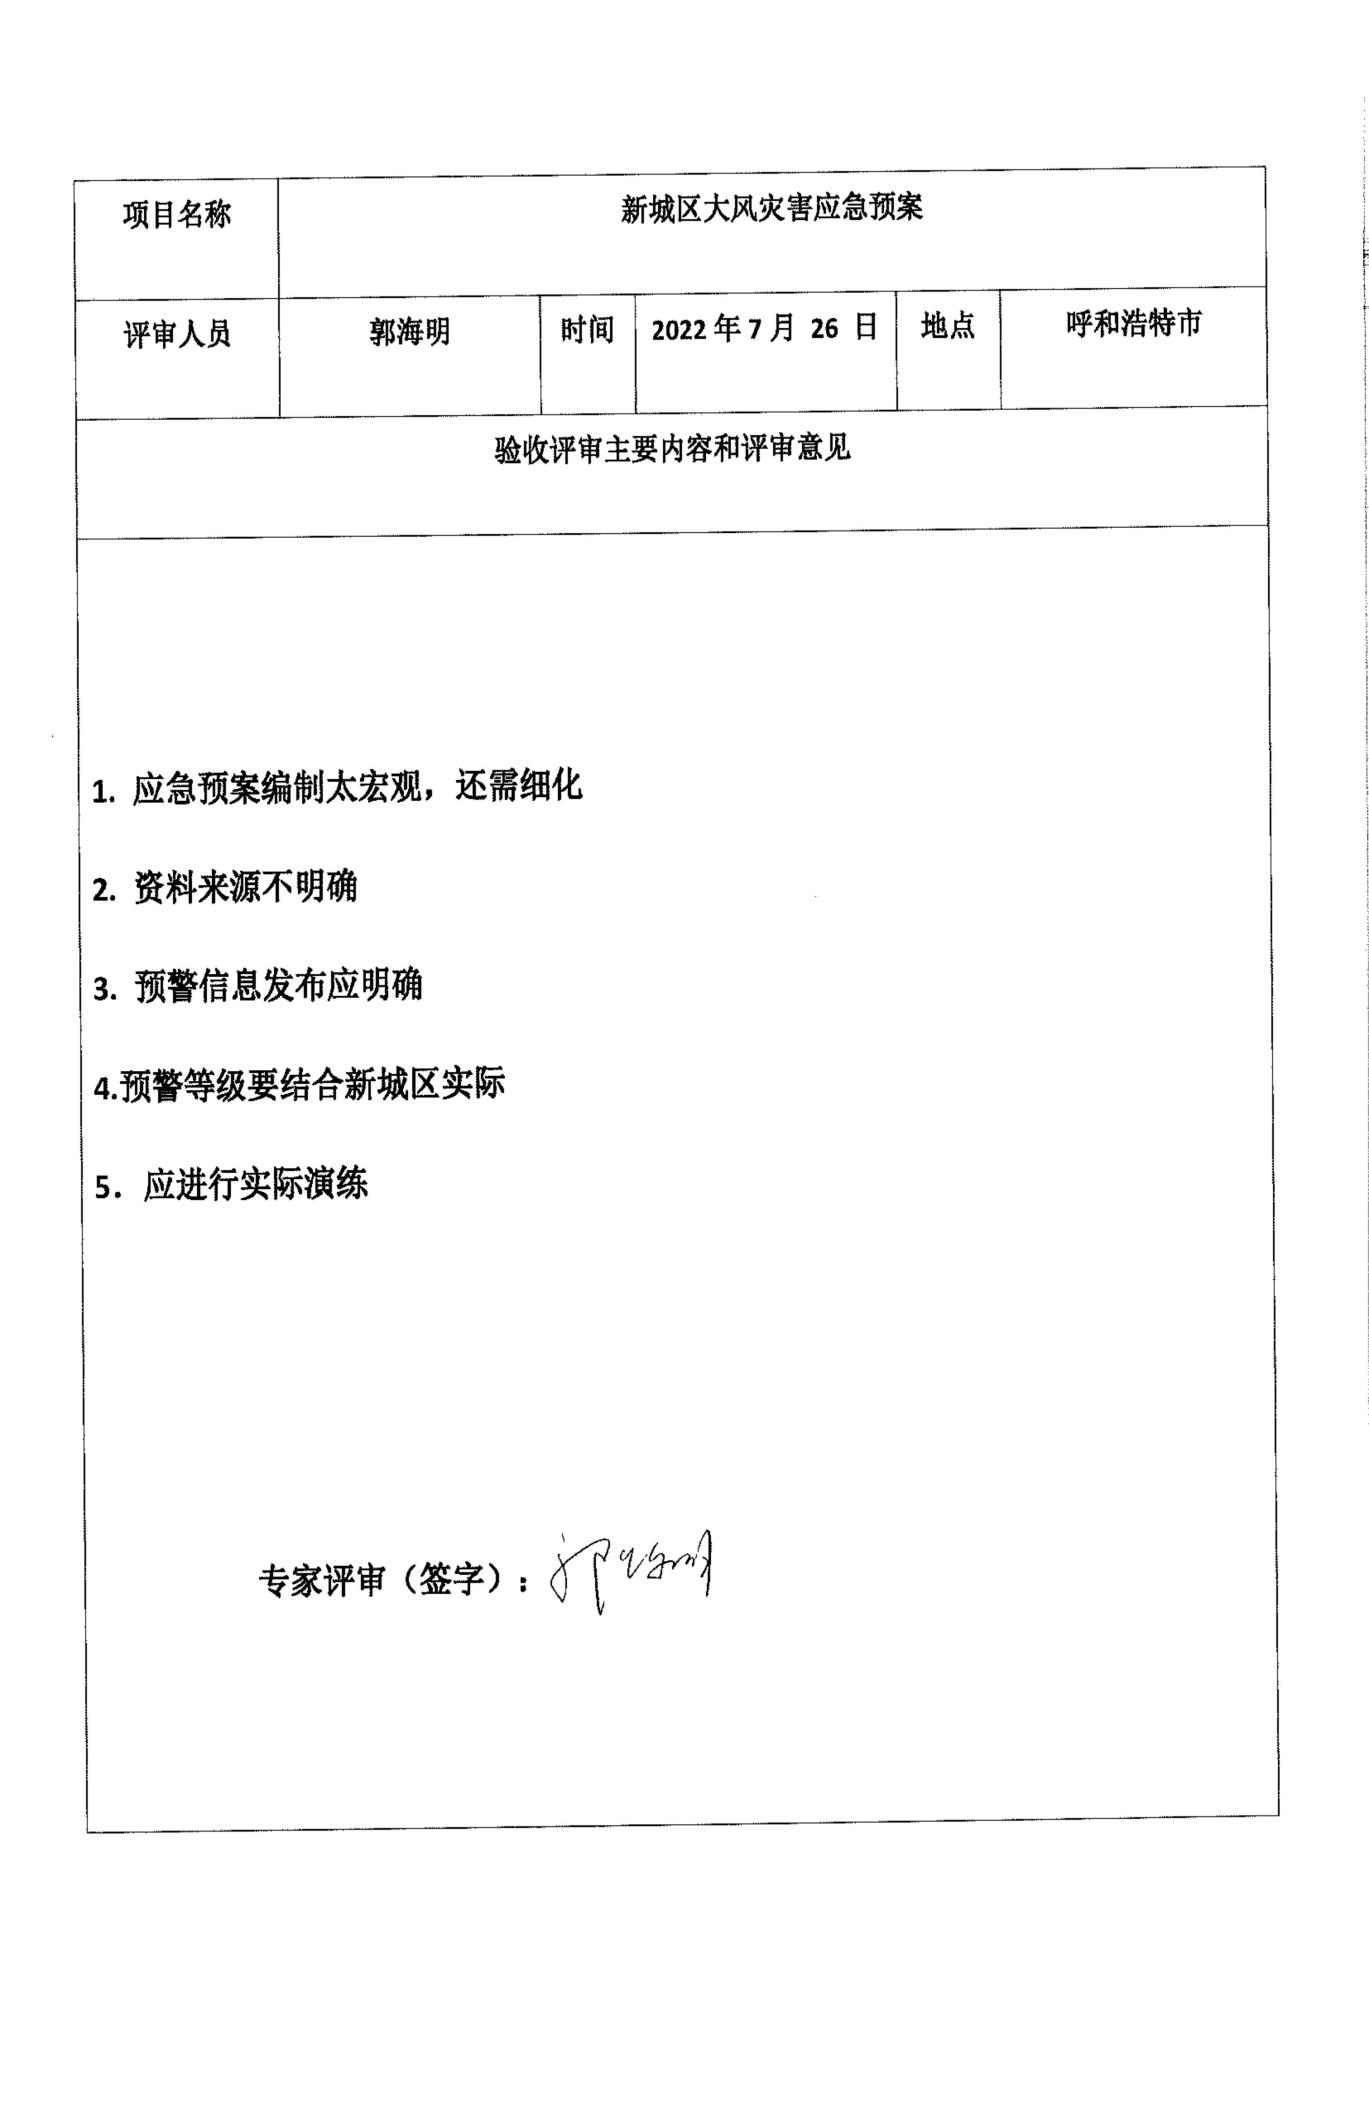 项目名称 新城区大风灾害应急预案
评审人员 郭海明 时间 2022年7月 26 日 地点 呼和浩特市
验收评审主要内容和评审意见
1. 应急预案编制太宏观，还需细化
2. 资料来源不明确
3. 预警信息发布应明确
4.预警等级要结合新城区实际
5. 应进行实际演练
专家评审（签字）：郭海明